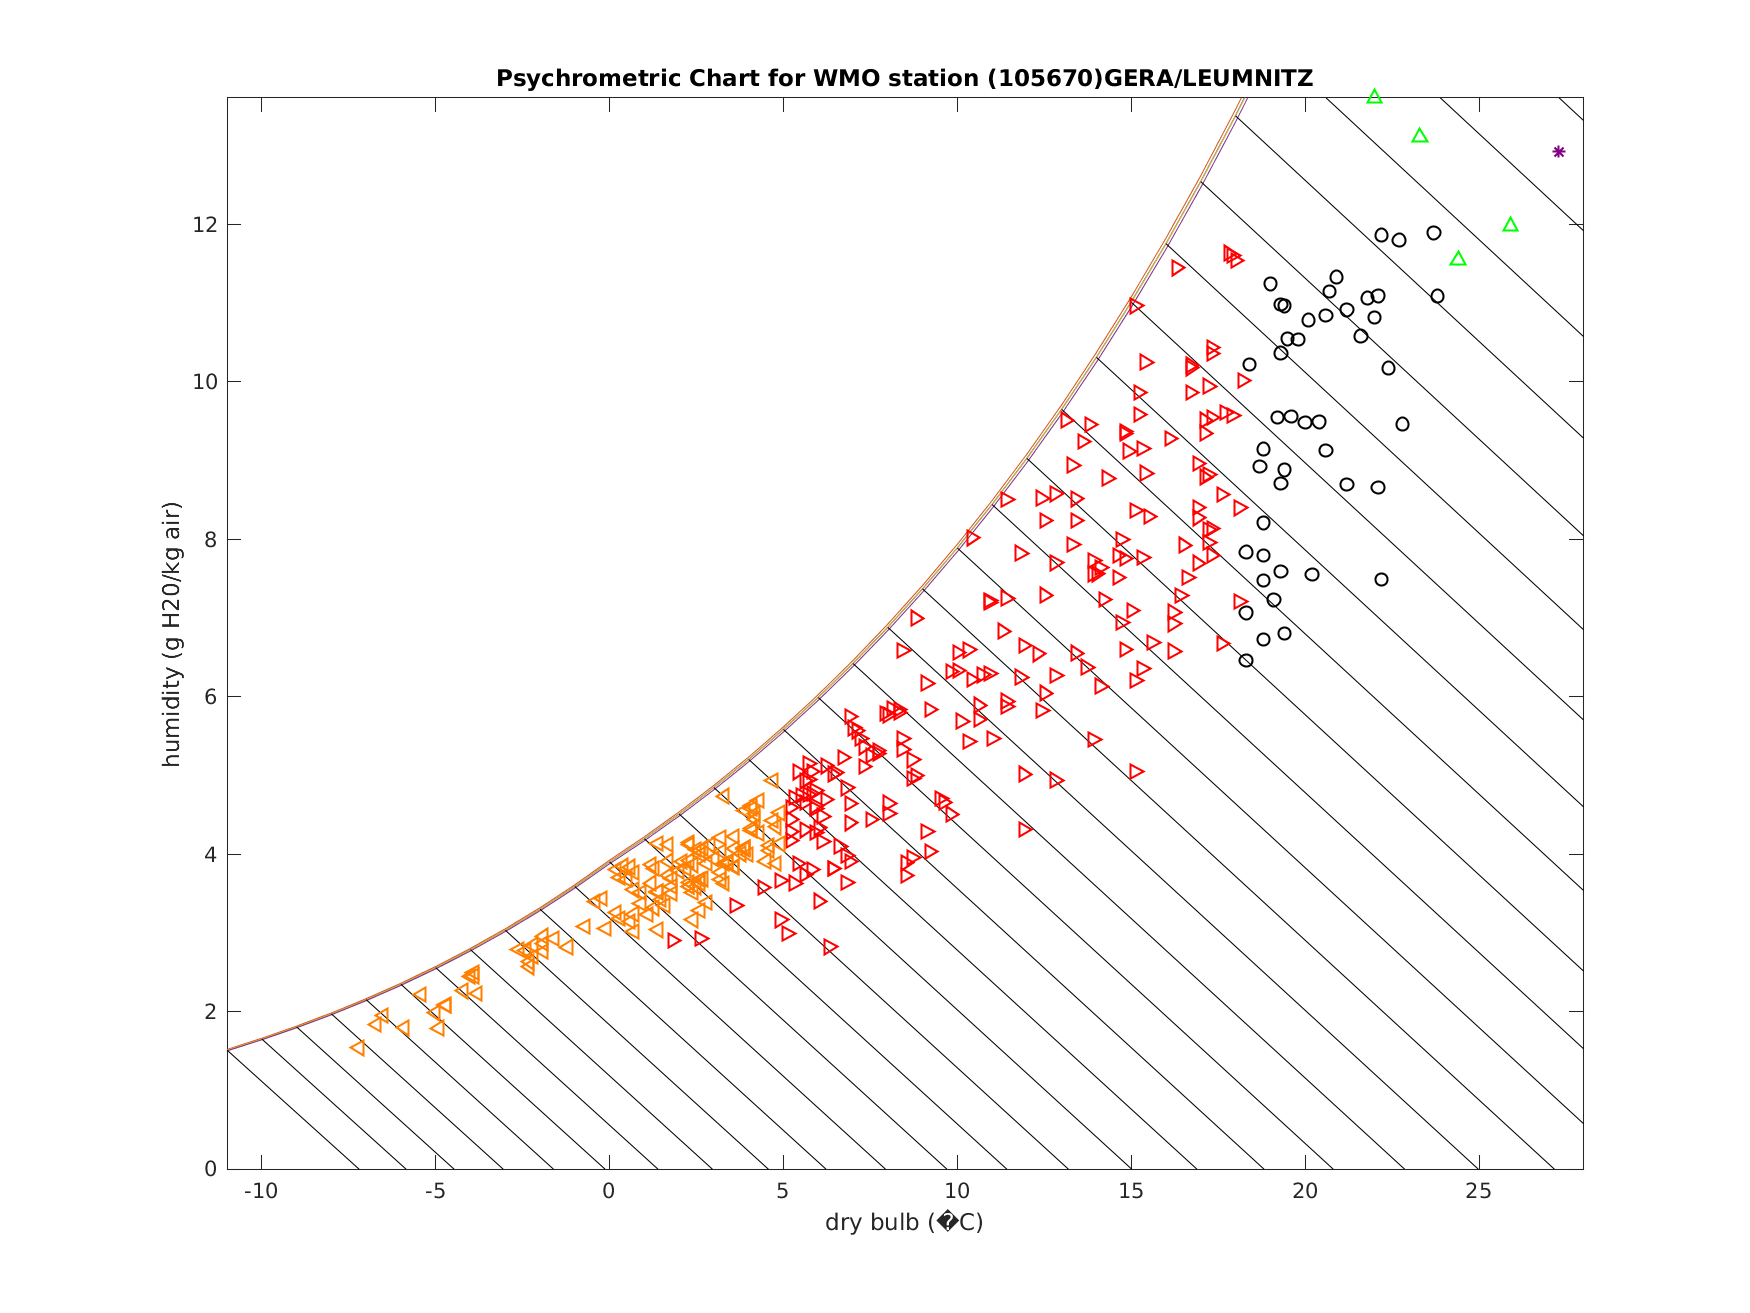 Psychrometric Chart for WMO station (105670)GERA/LEUMNITZ
12
10
8
6
4
2
0
humidity (g H20/kg air)
-10 -5 0 5 10 15 20 25
dry bulb (�C)